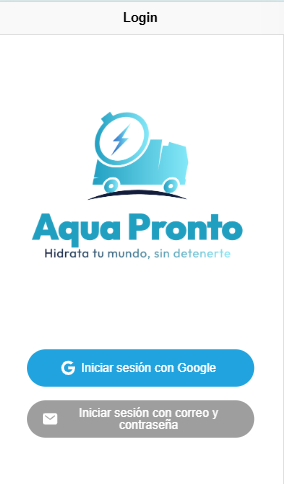 Login
Aqua Pronto
Hidrata tu mundo, sin detenerte
Iniciar sesión con Google
Iniciar sesión con correo y
contraseña